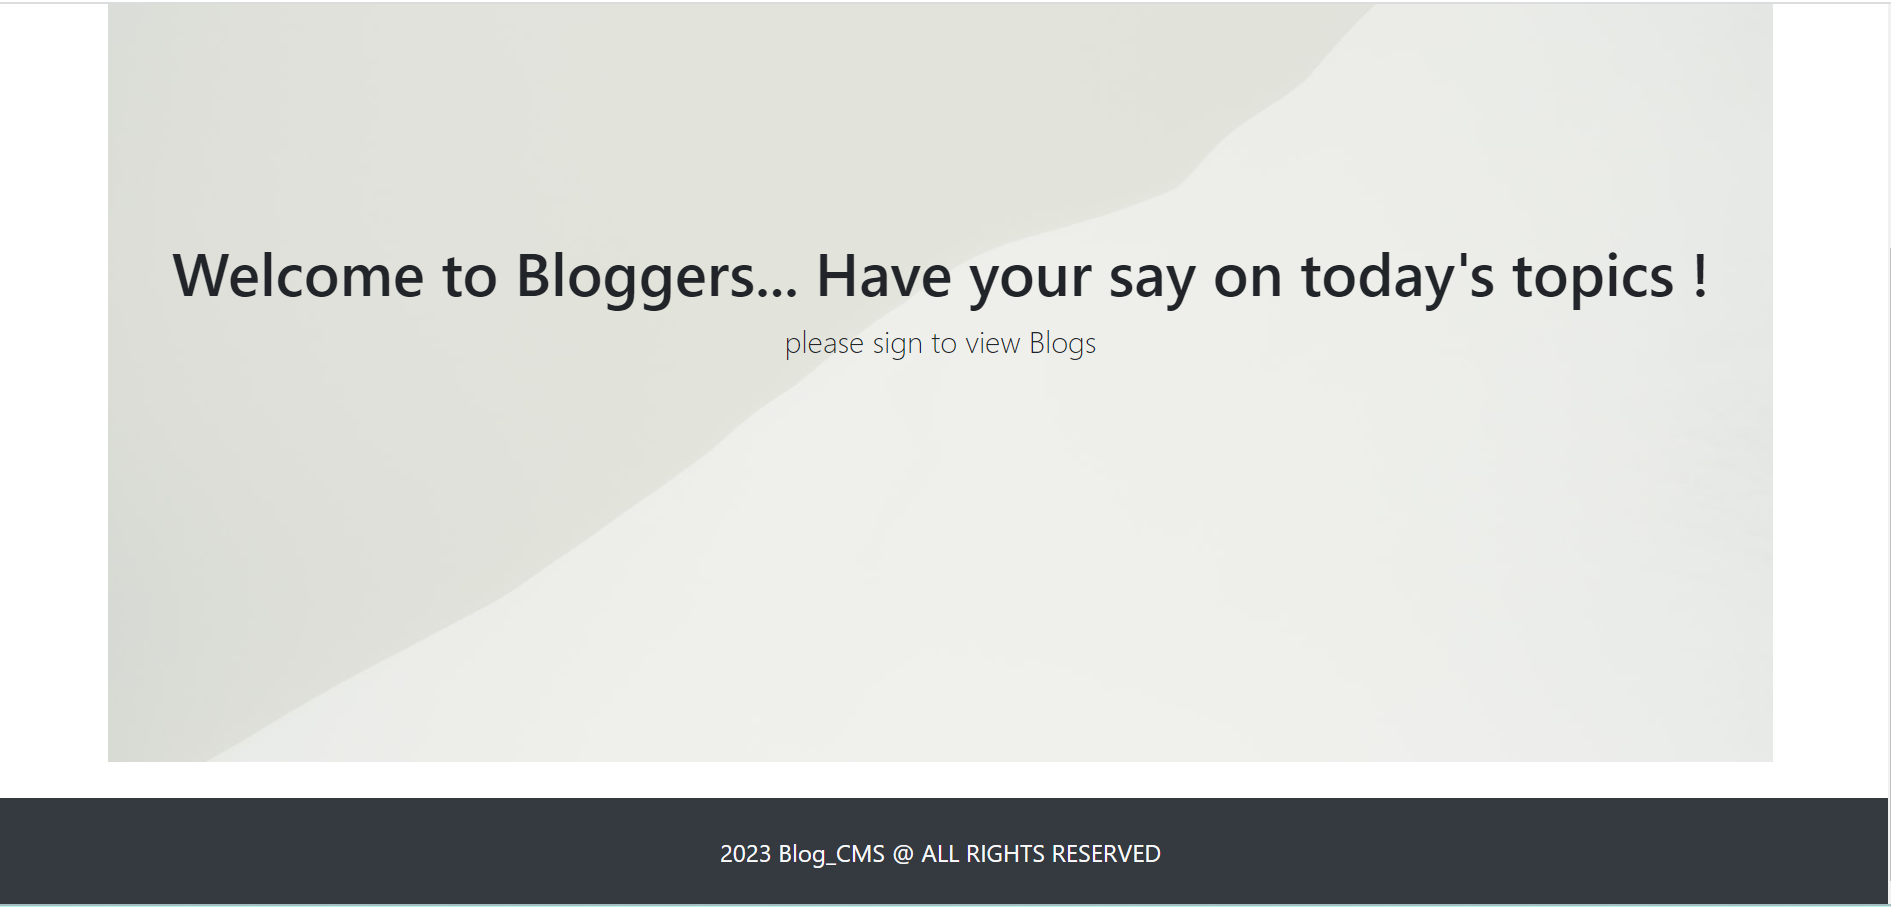 Welcome to Bloggers... Have your say on today's topics !
please sign to view Blogs
2023 Blog_CMS @ ALL RIGHTS RESERVED